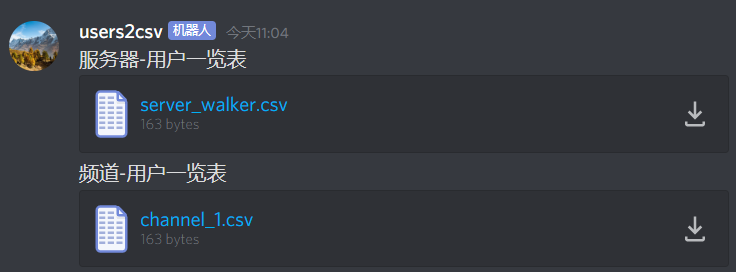 users2csv 机器人 今天11:04
服务器-用户一览表
server_walker.csv
163 bytes
频道-用户一览表
channel_1.csv
163 bytes